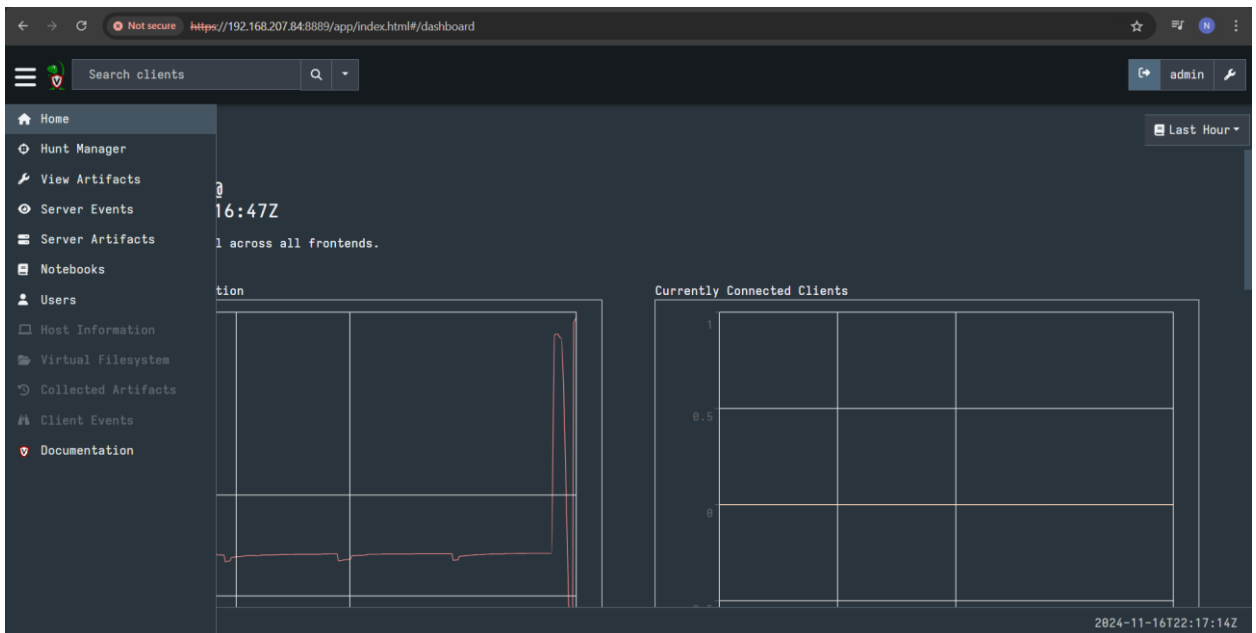 Not secure https://192.168.207.84:8889/app/index.html#/dashboard
N
Search clients
admin
Home
Last Hour
Hunt Manager
View Artifacts
@
Server Events
16:47Z
Server Artifacts
l across all frontends.
Notebooks
Users
tion
Currently Connected Clients
Host Information
1
Virtual Filesystem
Collected Artifacts
Client Events
0.5
Documentation
0
2024-11-16T22:17:14Z